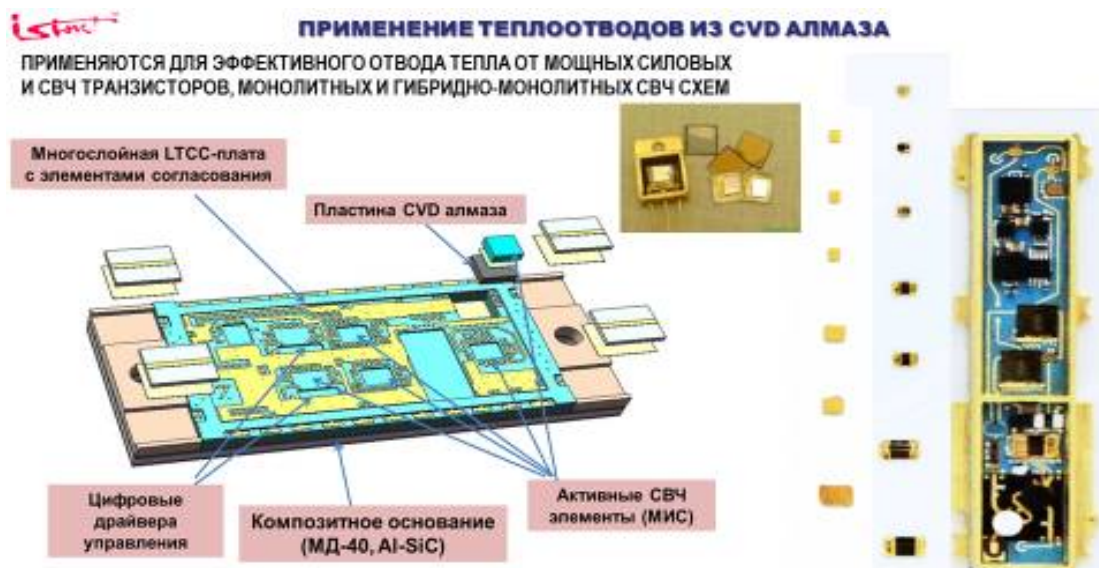 istok
ПРИМЕНЕНИЕ ТЕПЛООТВОДОВ ИЗ CVD АЛМАЗА
ПРИМЕНЯЮТСЯ ДЛЯ ЭФФЕКТИВНОГО ОТВОДА ТЕПЛА ОТ МОЩНЫХ СИЛОВЫХ
И СВЧ ТРАНЗИСТОРОВ, МОНОЛИТНЫХ И ГИБРИДНО-МОНОЛИТНЫХ СВЧ СХЕМ
Многослойная LTCC-плата
с элементами согласования
Пластина CVD алмаза
Цифровые
драйвера
управления
Композитное основание
(МД-40, Al-SiC)
Активные СВЧ
элементы (МИС)